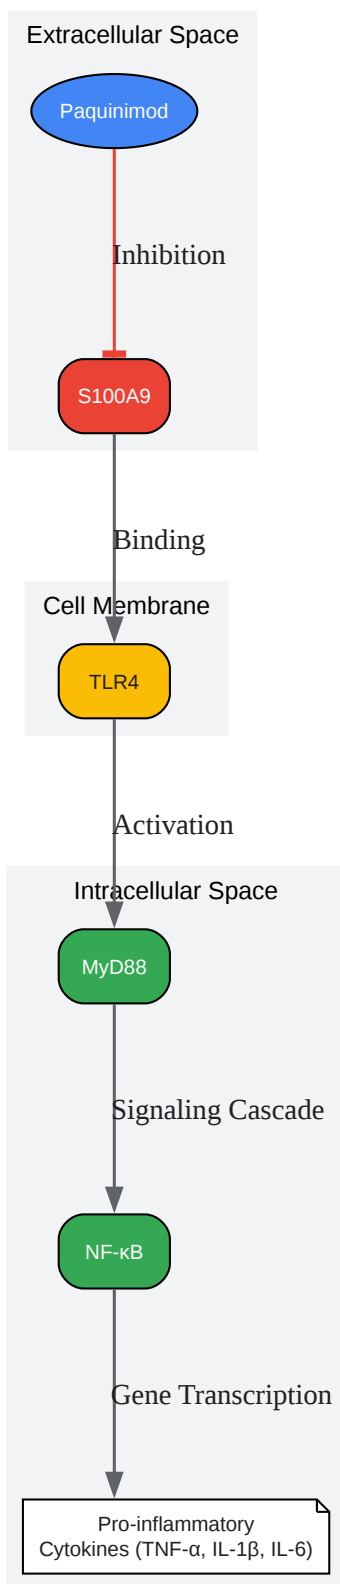 Extracellular Space
Paquinimod
Inhibition
S100A9
Binding
Cell Membrane
TLR4
Activation
Intracellular Space
MyD88
Signaling Cascade
NF-κB
Gene Transcription
Pro-inflammatory
Cytokines (TNF-α, IL-1β, IL-6)